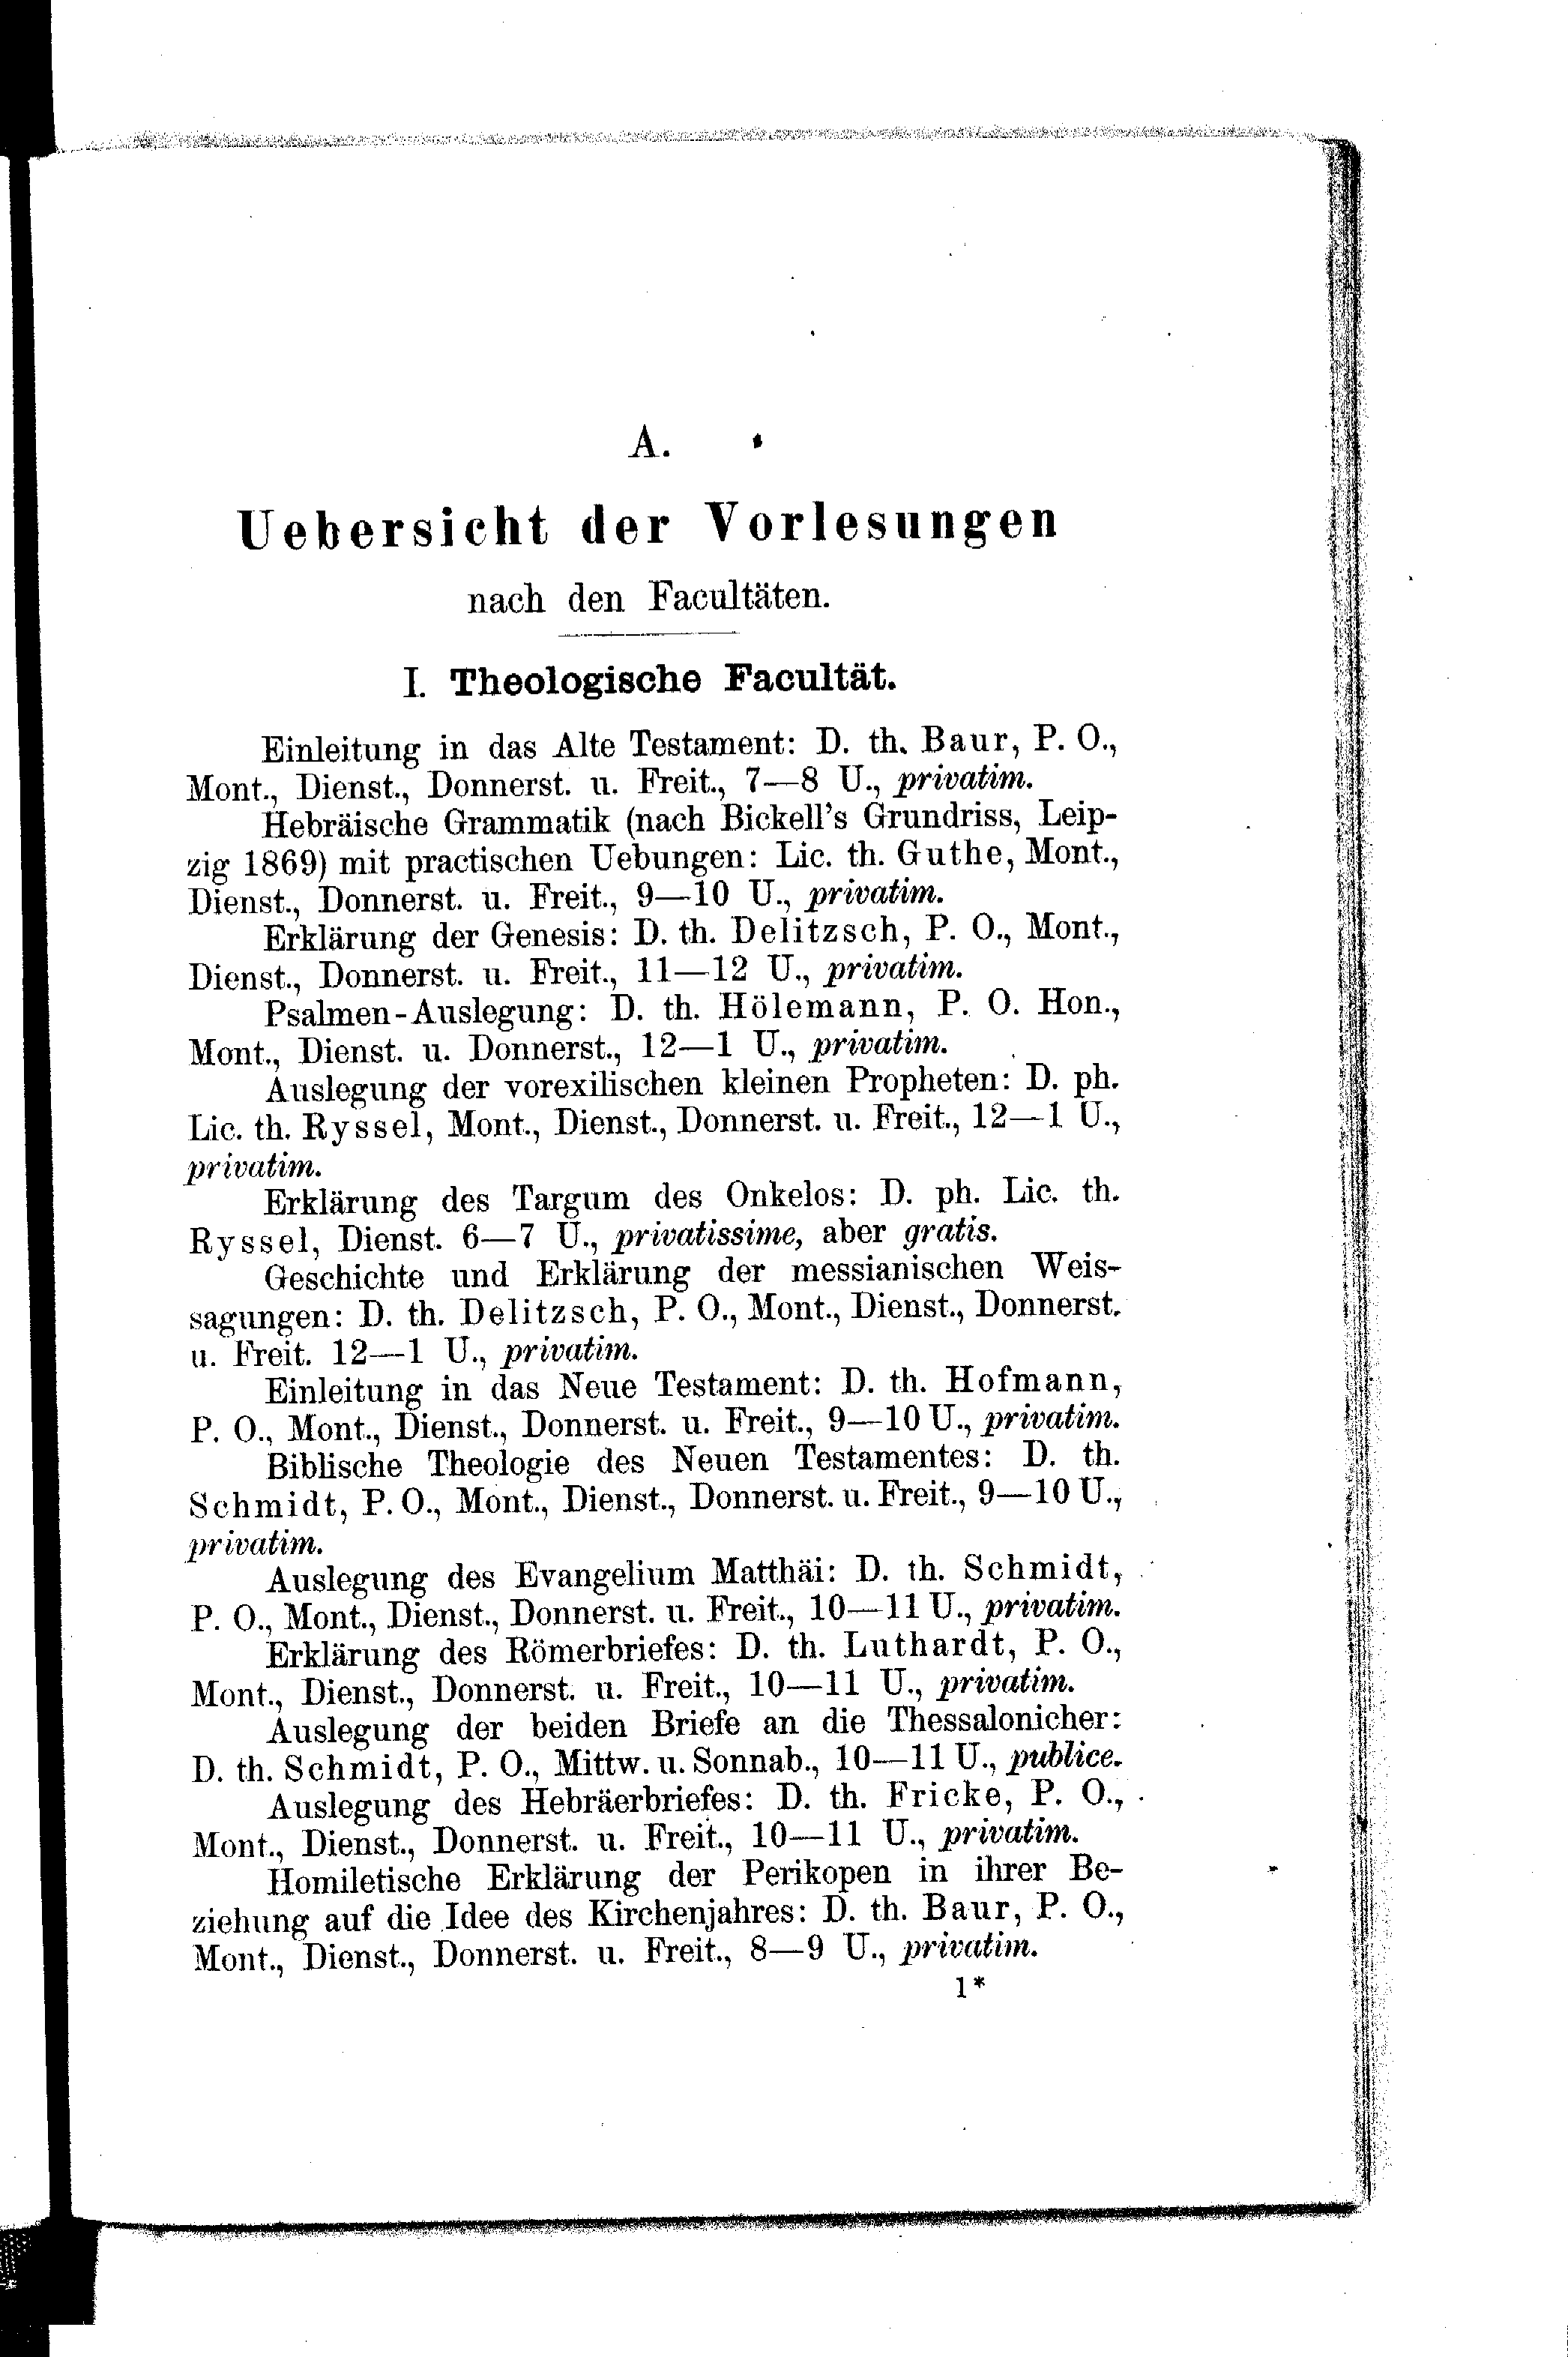 A.
Uebersicht der Vorlesungen
nach den Facultäten.
I. Theologische Facultät.
Einleitung in das Alte Testament: D. th. Baur, P. O.,
Mont., Dienst., Donnerst. u. Freit., 7—8 U., privatim.
Hebräische Grammatik (nach Bickell's Grundriss, Leip-
zig 1869) mit practischen Uebungen: Lic. th. Guthe, Mont.,
Dienst., Donnerst. u. Freit., 9—10 U., privatim.
Erklärung der Genesis: D. th. Delitzsch, P. O., Mont.,
Dienst., Donnerst. u. Freit., 11—12 U., privatim.
Psalmen-Auslegung: D. th. Hölemann, P. O. Hon.,
Mont., Dienst. u. Donnerst., 12—1 U., privatim.
Auslegung der vorexilischen kleinen Propheten: D. ph.
Lic. th. Ryssel, Mont., Dienst., Donnerst. u. Freit., 12—1 U.,
privatim.
Erklärung des Targum des Onkelos: D. ph. Lic. th.
Ryssel, Dienst. 6—7 U., privatissime, aber gratis.
Geschichte und Erklärung der messianischen Weis-
sagungen: D. th. Delitzsch, P. O., Mont., Dienst., Donnerst.
u. Freit. 12—1 U., privatim.
Einleitung in das Neue Testament: D. th. Hofmann,
P. O., Mont., Dienst., Donnerst. u. Freit., 9—10 U., privatim.
Biblische Theologie des Neuen Testamentes: D. th.
Schmidt, P. O., Mont., Dienst., Donnerst. u. Freit., 9—10 U.,
privatim.
Auslegung des Evangelium Matthäi: D. th. Schmidt,
P. O., Mont., Dienst., Donnerst. u. Freit., 10—11 U., privatim.
Erklärung des Römerbriefes: D. th. Luthardt, P. O.,
Mont., Dienst., Donnerst. u. Freit., 10—11 U., privatim.
Auslegung der beiden Briefe an die Thessalonicher:
D. th. Schmidt, P. O., Mittw. u. Sonnab., 10—11 U., publice.
Auslegung des Hebräerbriefes: D. th. Fricke, P. O.,
Mont., Dienst., Donnerst. u. Freit., 10—11 U., privatim.
Homiletische Erklärung der Perikopen in ihrer Be-
ziehung auf die Idee des Kirchenjahres: D. th. Baur, P. O.,
Mont., Dienst., Donnerst. u. Freit., 8—9 U., privatim.
1*